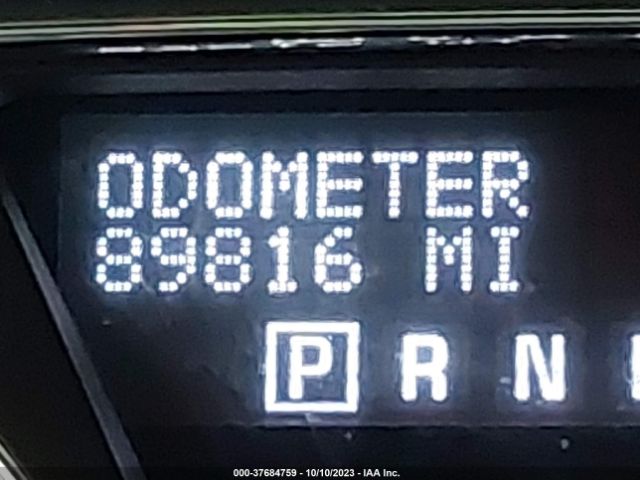 ODOMETER
89816 MI
P R N
000-37684759 - 10/10/2023 - IAA Inc.